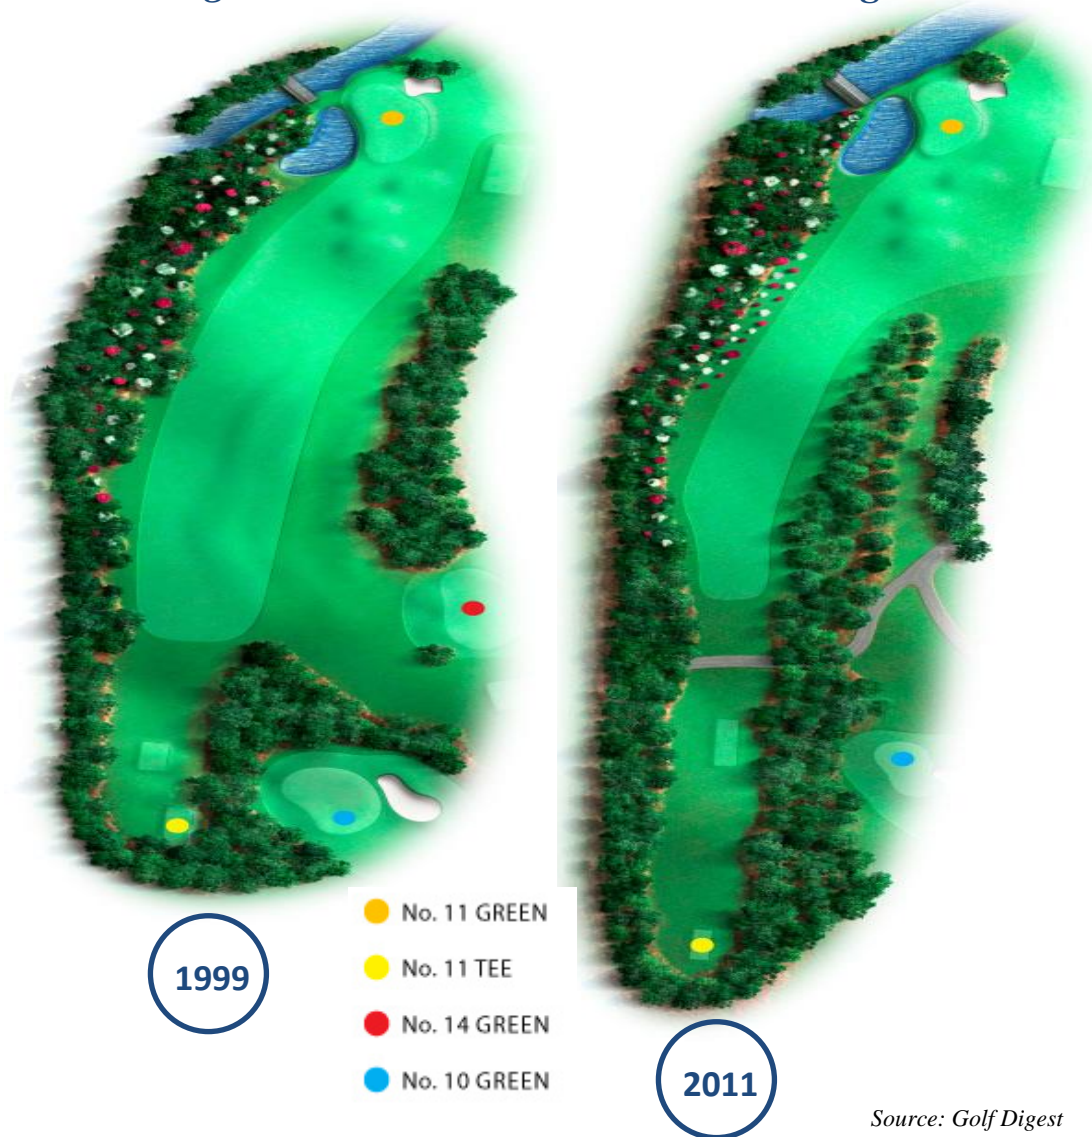 1999
No. 11 GREEN
No. 11 TEE
No. 14 GREEN
No. 10 GREEN
2011
Source: Golf Digest